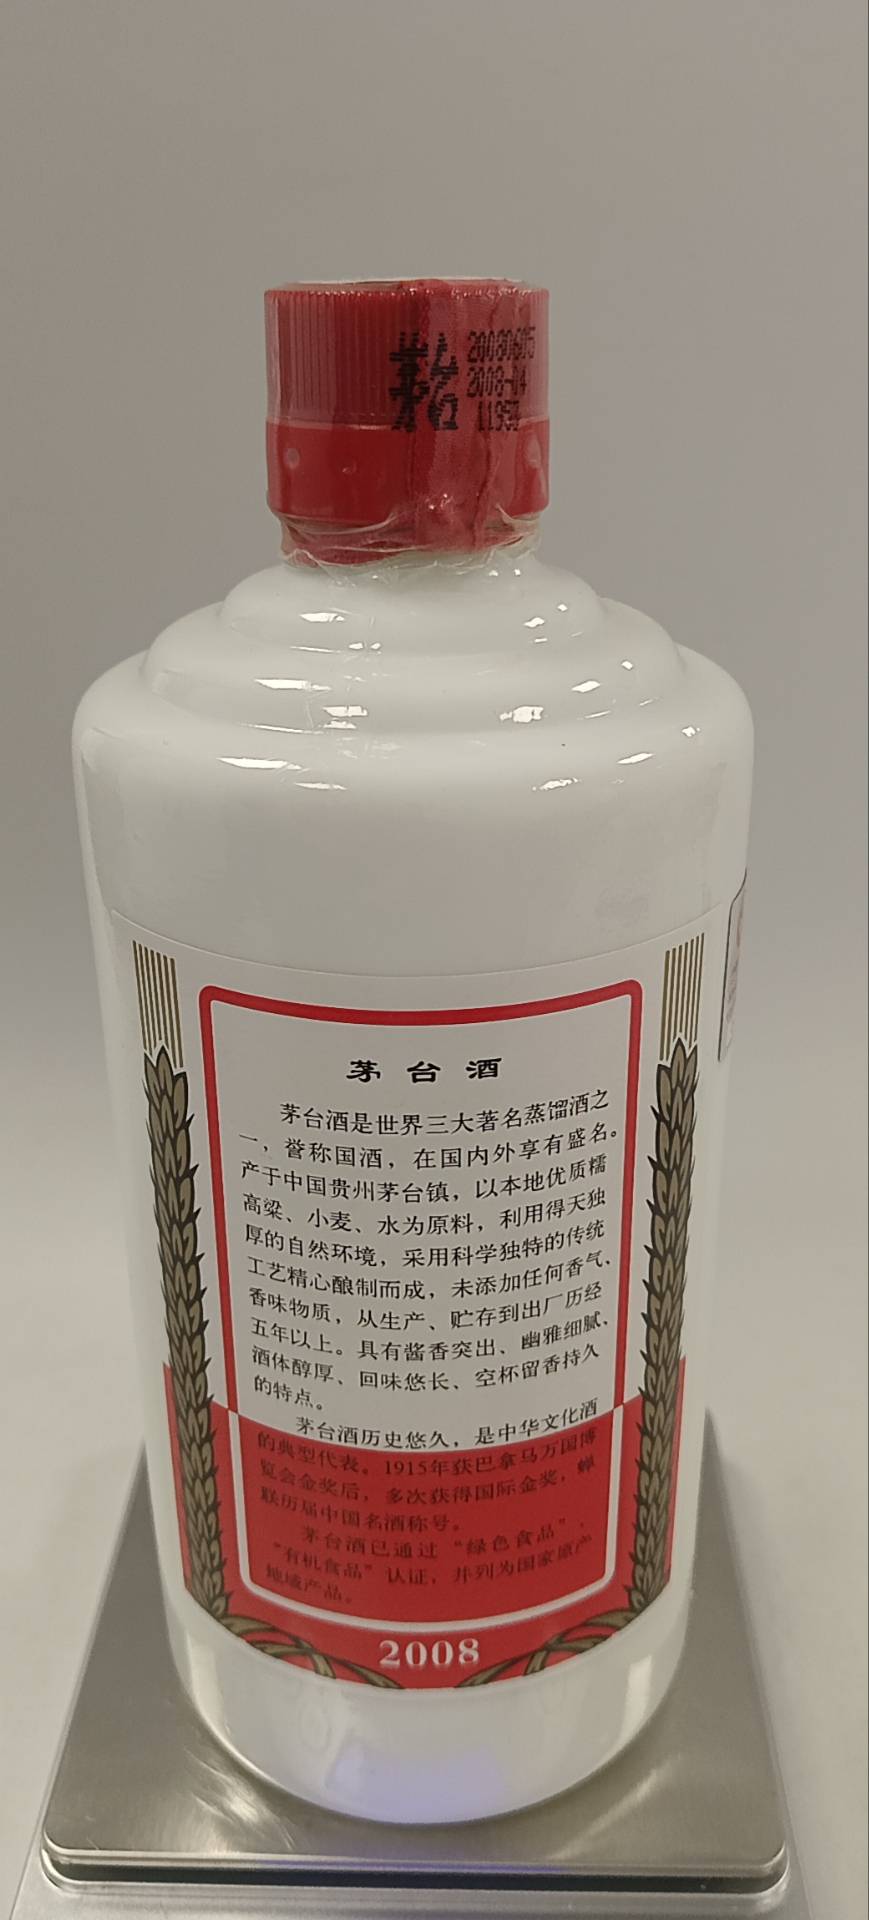 茅台
20080605
2008-04
11953
茅台酒
茅台酒是世界三大著名蒸馏酒之
一，誉称国酒，在国内外享有盛名。
产于中国贵州茅台镇，以本地优质糯
高粱、小麦、水为原料，利用得天独
厚的自然环境，采用科学独特的传统
工艺精心酿制而成，未添加任何香气、
香味物质，从生产、贮存到出厂历经
五年以上。具有酱香突出、幽雅细腻、
酒体醇厚、回味悠长、空杯留香持久
的特点。
茅台酒历史悠久，是中华文化酒
的典型代表。1915年获巴拿马万国博
览会金奖后，多次获得国际金奖，蝉
联历届中国名酒称号。
茅台酒已通过“绿色食品”、
“有机食品”认证，并列为国家原产
地域产品。
2008